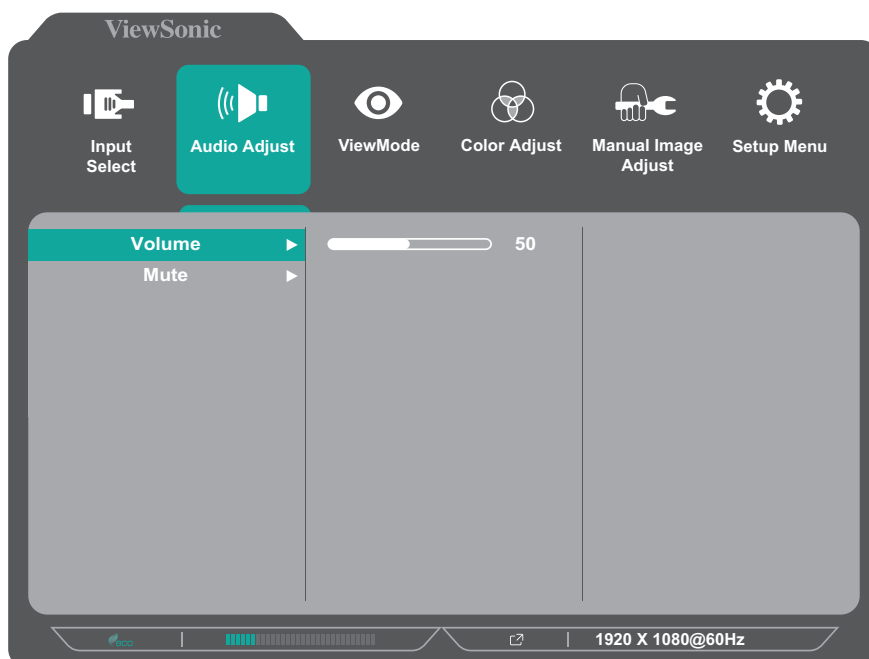 ViewSonic
Input
Select
Audio Adjust
ViewMode
Color Adjust
Manual Image
Adjust
Setup Menu
Volume
50
Mute
eco
1920 X 1080@60Hz